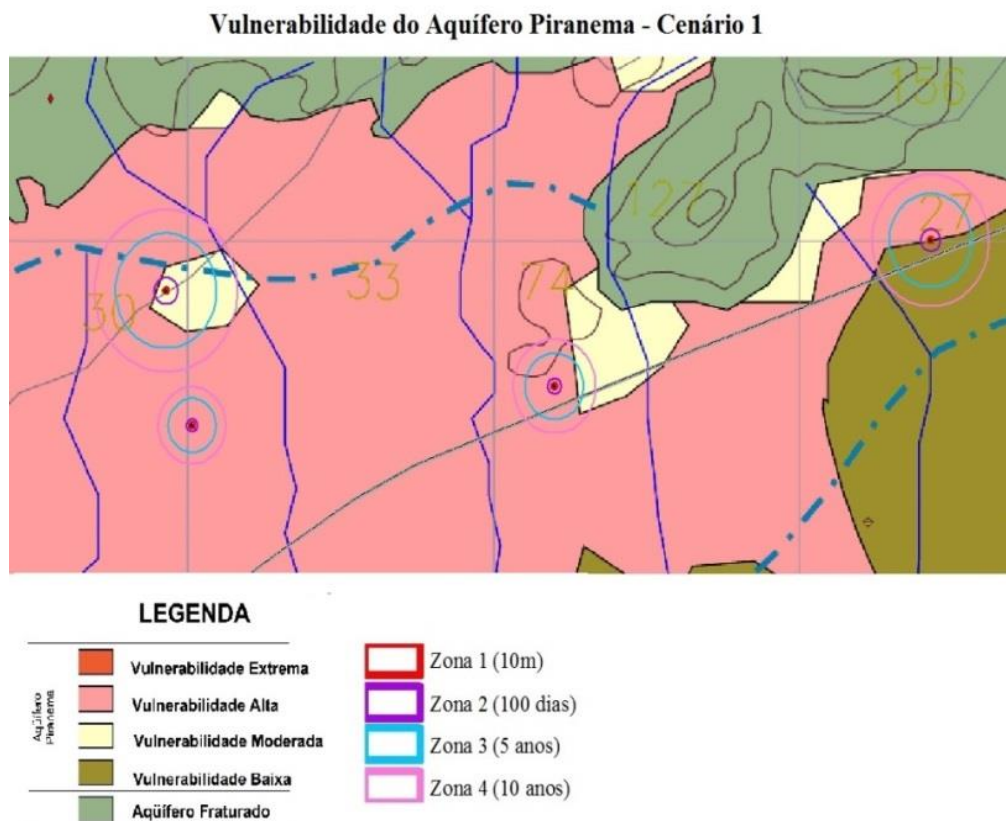 Vulnerabilidade do Aquífero Piranema - Cenário 1
156
127
27
74
33
30
LEGENDA
Aqüífero
Piranema
Vulnerabilidade Extrema
Vulnerabilidade Alta
Vulnerabilidade Moderada
Vulnerabilidade Baixa
Aqüífero Fraturado
Zona 1 (10m)
Zona 2 (100 dias)
Zona 3 (5 anos)
Zona 4 (10 anos)